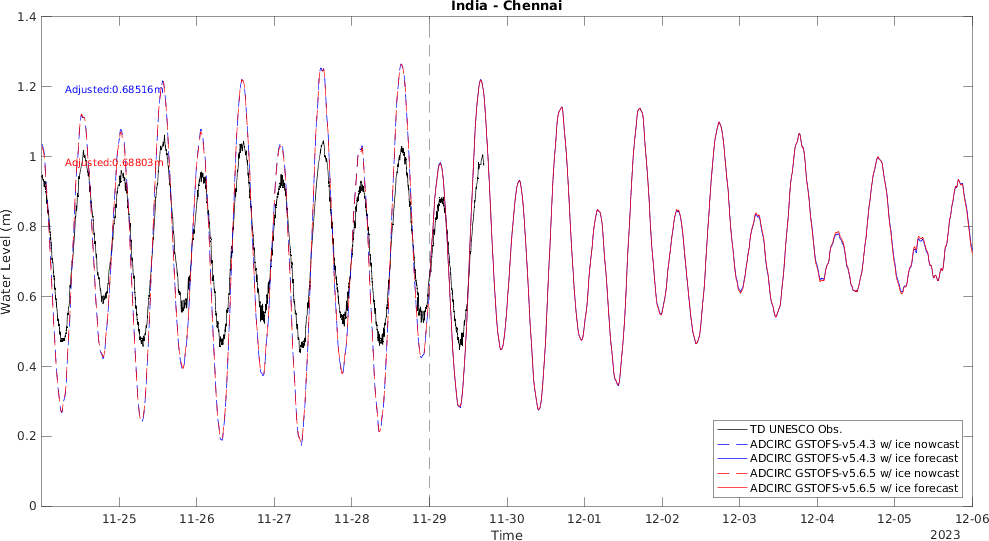 India - Chennai
1.4
1.2
1
0.8
0.6
0.4
0.2
0
Water Level (m)
Adjusted:0.68516m
Adjusted:0.68803m
11-25
11-26
11-27
11-28
11-29
11-30
12-01
12-02
12-03
12-04
12-05
12-06
Time
2023
TD UNESCO Obs.
ADCIRC GSTOFS-v5.4.3 w/ ice nowcast
ADCIRC GSTOFS-v5.4.3 w/ ice forecast
ADCIRC GSTOFS-v5.6.5 w/ ice nowcast
ADCIRC GSTOFS-v5.6.5 w/ ice forecast